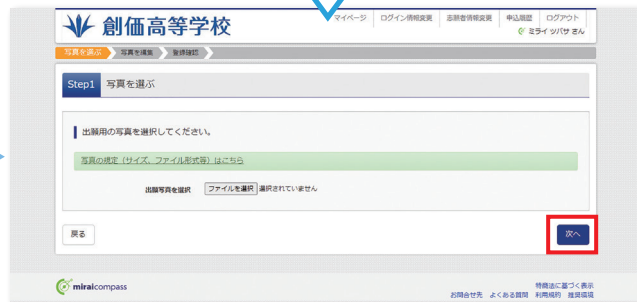 創価高等学校
マイページ ログイン情報変更 志願者情報変更 申込履歴 ログアウト
ミライ ツバサ さん
写真を選ぶ 写真を編集 登録確認
Step1 写真を選ぶ
出願用の写真を選択してください。
写真の規定（サイズ、ファイル形式等）はこちら
出願写真を選択 ファイルを選択 選択されていません
戻る 次へ
miraicompass
特商法に基づく表示
お問合せ先 よくある質問 利用規約 推奨環境